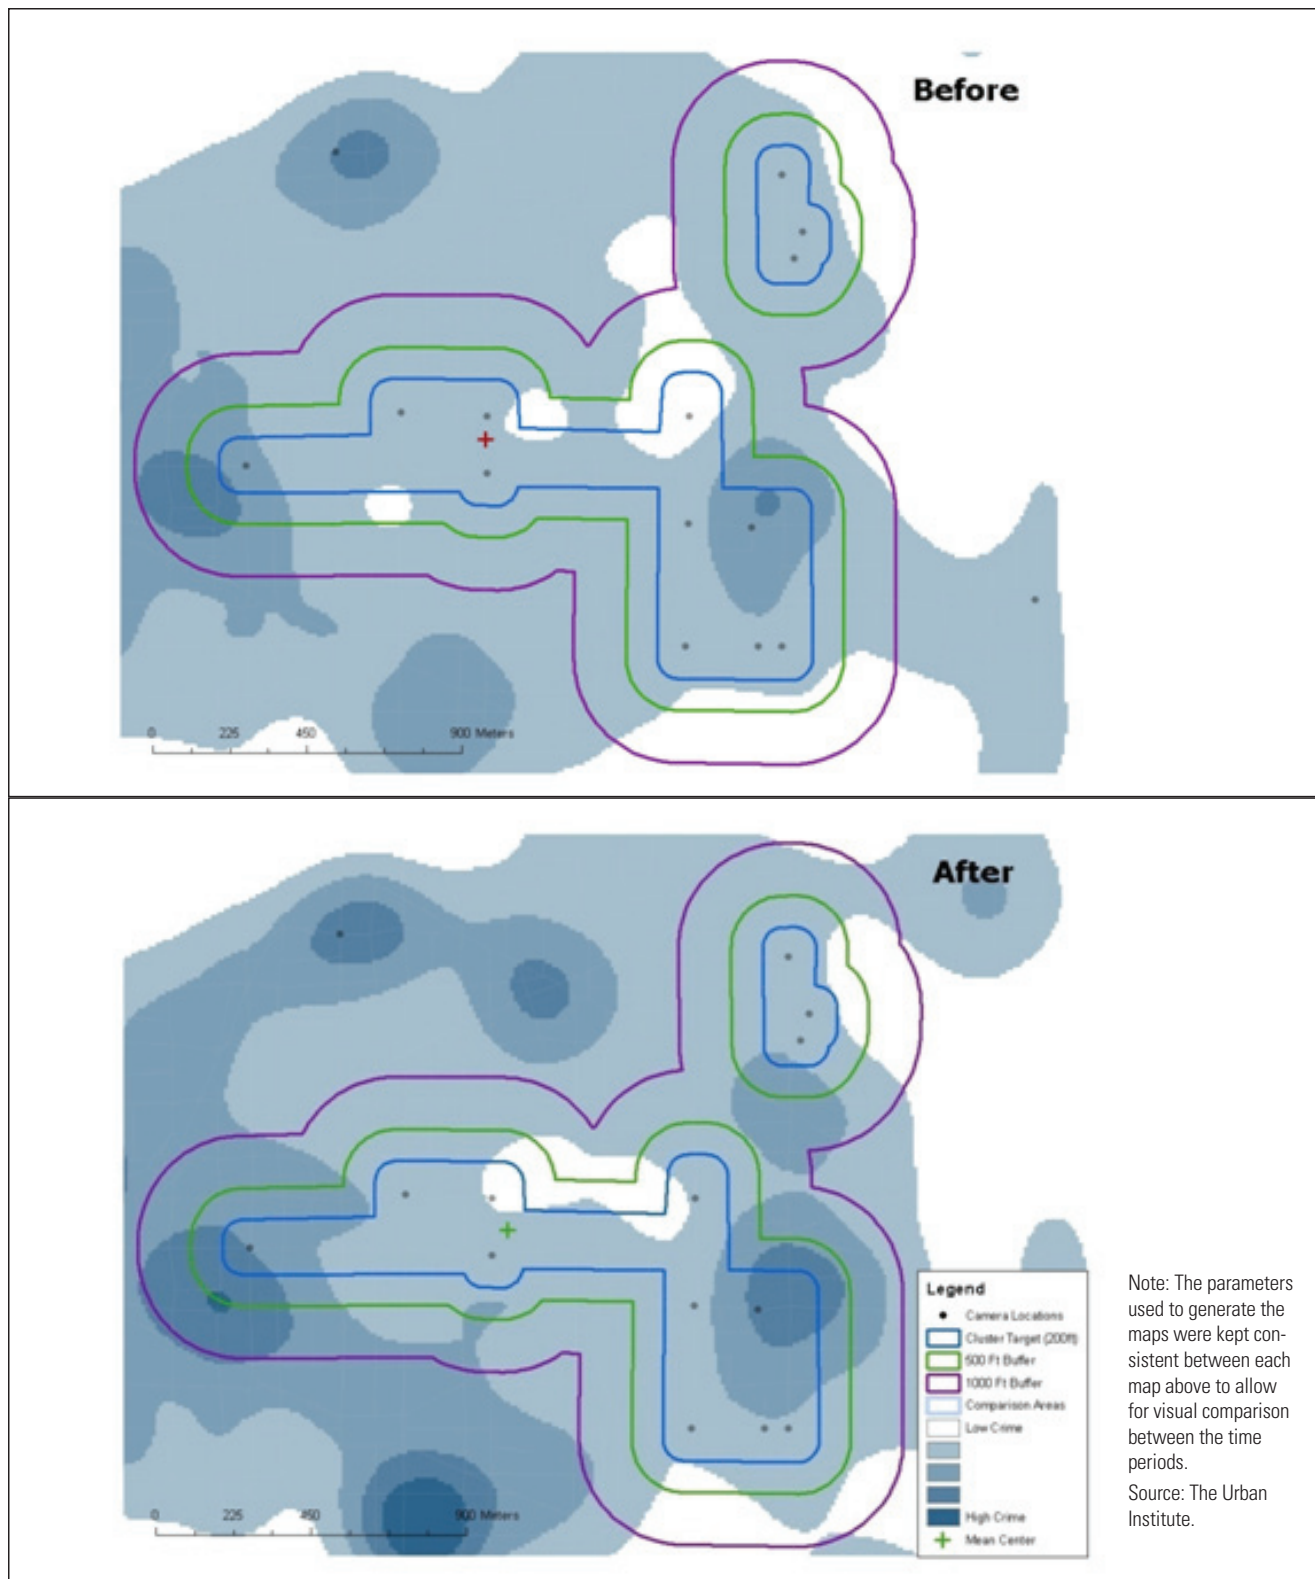 Before
0 225 450 900 Meters
After
Legend
Camera Locations
Cluster Target (200ft)
500 Ft Buffer
1000 Ft Buffer
Comparison Areas
Low Crime
High Crime
Mean Center
0 225 450 900 Meters
Note: The parameters
used to generate the
maps were kept con-
sistent between each
map above to allow
for visual comparison
between the time
periods.
Source: The Urban
Institute.